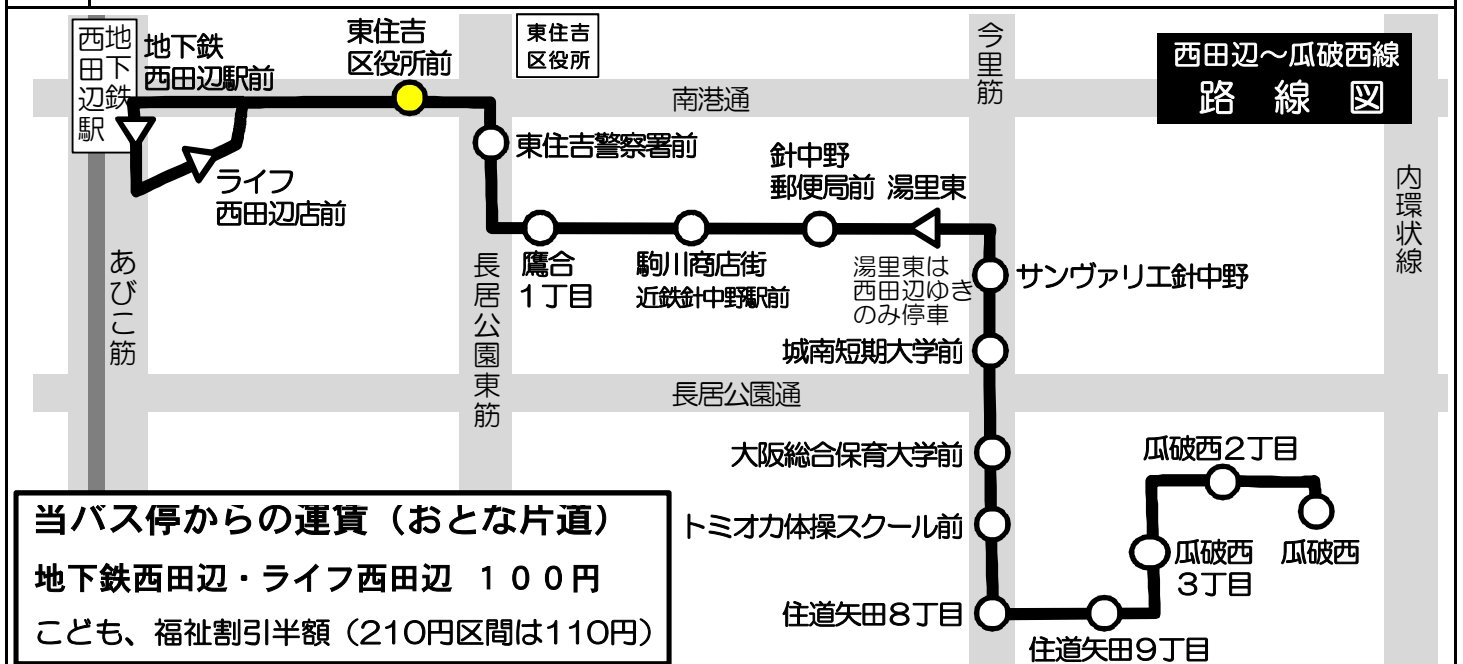 西田辺～瓜破西線
路線図
地下鉄
西田辺駅
地下鉄
西田辺駅前
東住吉
区役所前
東住吉
区役所
今里筋
南港通
東住吉警察署前
針中野
郵便局前
湯里東
ライフ
西田辺店前
内環状線
あびこ筋
長居公園東筋
鷹合
1丁目
駒川商店街
近鉄針中野駅前
湯里東は
西田辺ゆき
のみ停車
サンヴァリエ針中野
城南短期大学前
長居公園通
大阪総合保育大学前
瓜破西2丁目
トミオカ体操スクール前
瓜破西
3丁目
瓜破西
住道矢田8丁目
住道矢田9丁目
当バス停からの運賃（おとな片道）
地下鉄西田辺・ライフ西田辺 100円
こども、福祉割引半額（210円区間は110円）